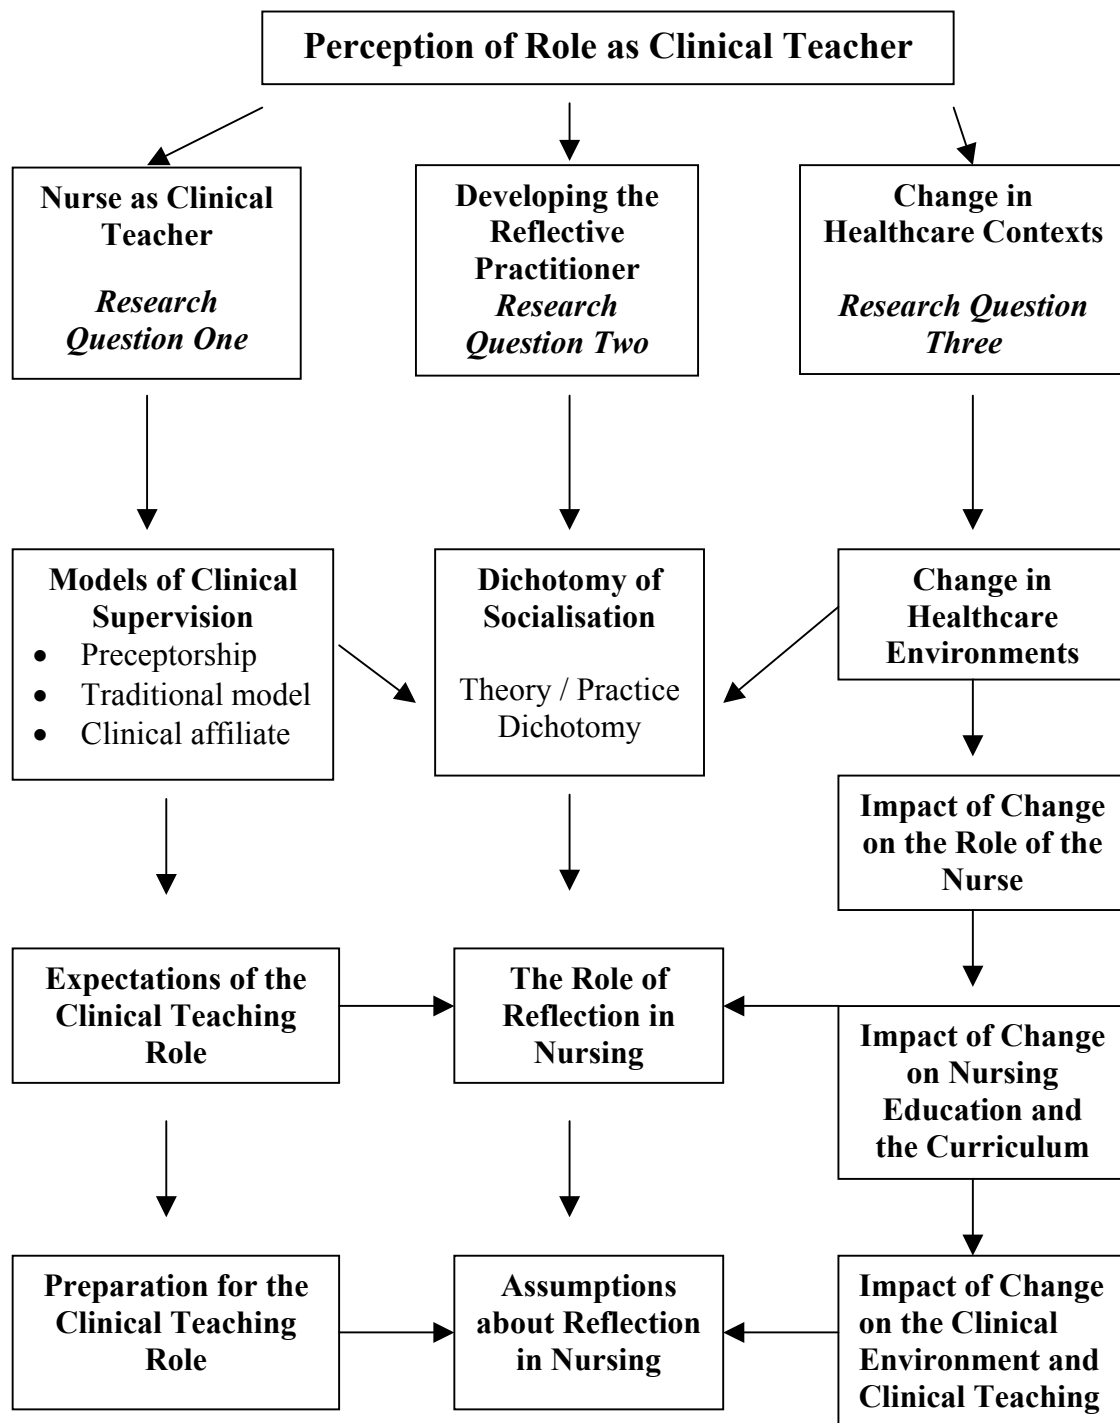 Perception of Role as Clinical Teacher
Nurse as Clinical
Teacher
Research
Question One
Developing the
Reflective
Practitioner
Research
Question Two
Change in
Healthcare Contexts
Research Question
Three
Models of Clinical
Supervision
• Preceptorship
• Traditional model
• Clinical affiliate
Dichotomy of
Socialisation
Theory / Practice
Dichotomy
Change in
Healthcare
Environments
Impact of Change
on the Role of the
Nurse
Expectations of the
Clinical Teaching
Role
The Role of
Reflection in
Nursing
Impact of Change
on Nursing
Education and
the Curriculum
Preparation for the
Clinical Teaching
Role
Assumptions
about Reflection
in Nursing
Impact of Change
on the Clinical
Environment and
Clinical Teaching